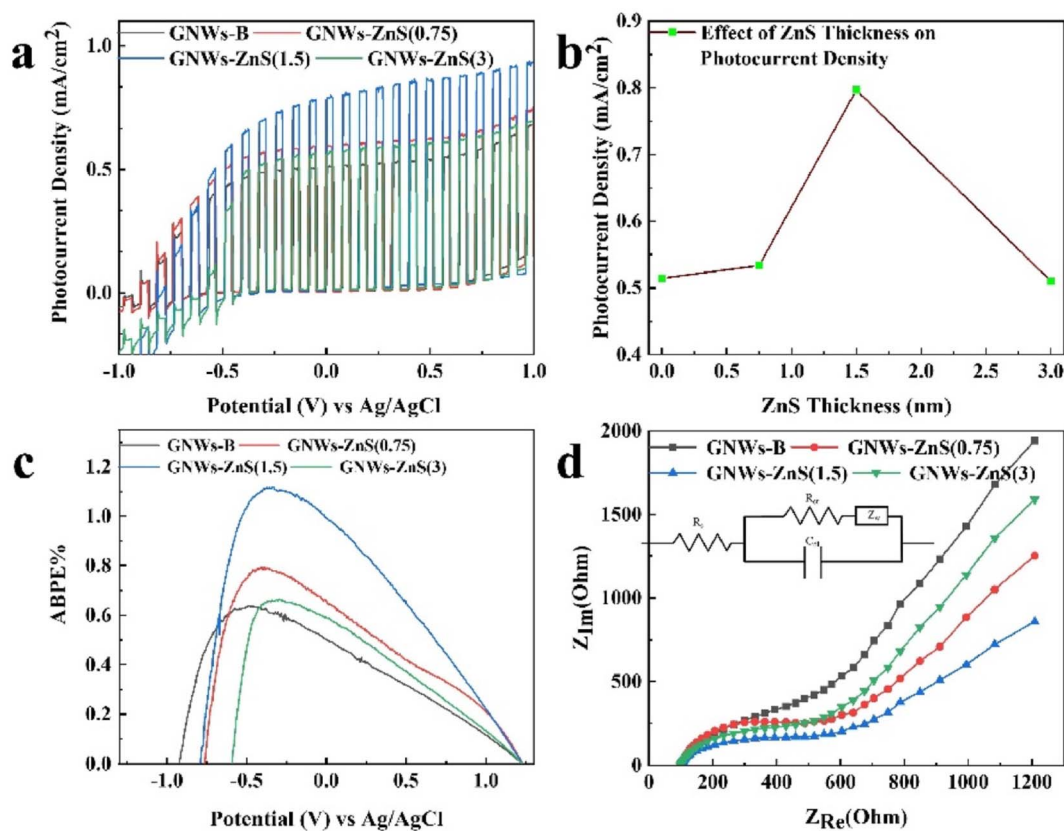 a
GNWs-B GNWs-ZnS(0.75)
GNWs-ZnS(1.5) GNWs-ZnS(3)
1.0
0.5
0.0
-1.0 -0.5 0.0 0.5 1.0
Photocurrent Density (mA/cm²)
Potential (V) vs Ag/AgCl
b
Effect of ZnS Thickness on
Photocurrent Density
0.9
0.8
0.7
0.6
0.5
0.4
0.0 0.5 1.0 1.5 2.0 2.5 3.0
Photocurrent Density (mA/cm²)
ZnS Thickness (nm)
c
GNWs-B GNWs-ZnS(0.75)
GNWs-ZnS(1.5) GNWs-ZnS(3)
1.2
1.0
0.8
0.6
0.4
0.2
0.0
-1.0 -0.5 0.0 0.5 1.0
ABPE%
Potential (V) vs Ag/AgCl
d
GNWs-B GNWs-ZnS(0.75)
GNWs-ZnS(1.5) GNWs-ZnS(3)
2000
1500
1000
500
0
0 200 400 600 800 1000 1200
Z_Im(Ohm)
Z_Re(Ohm)